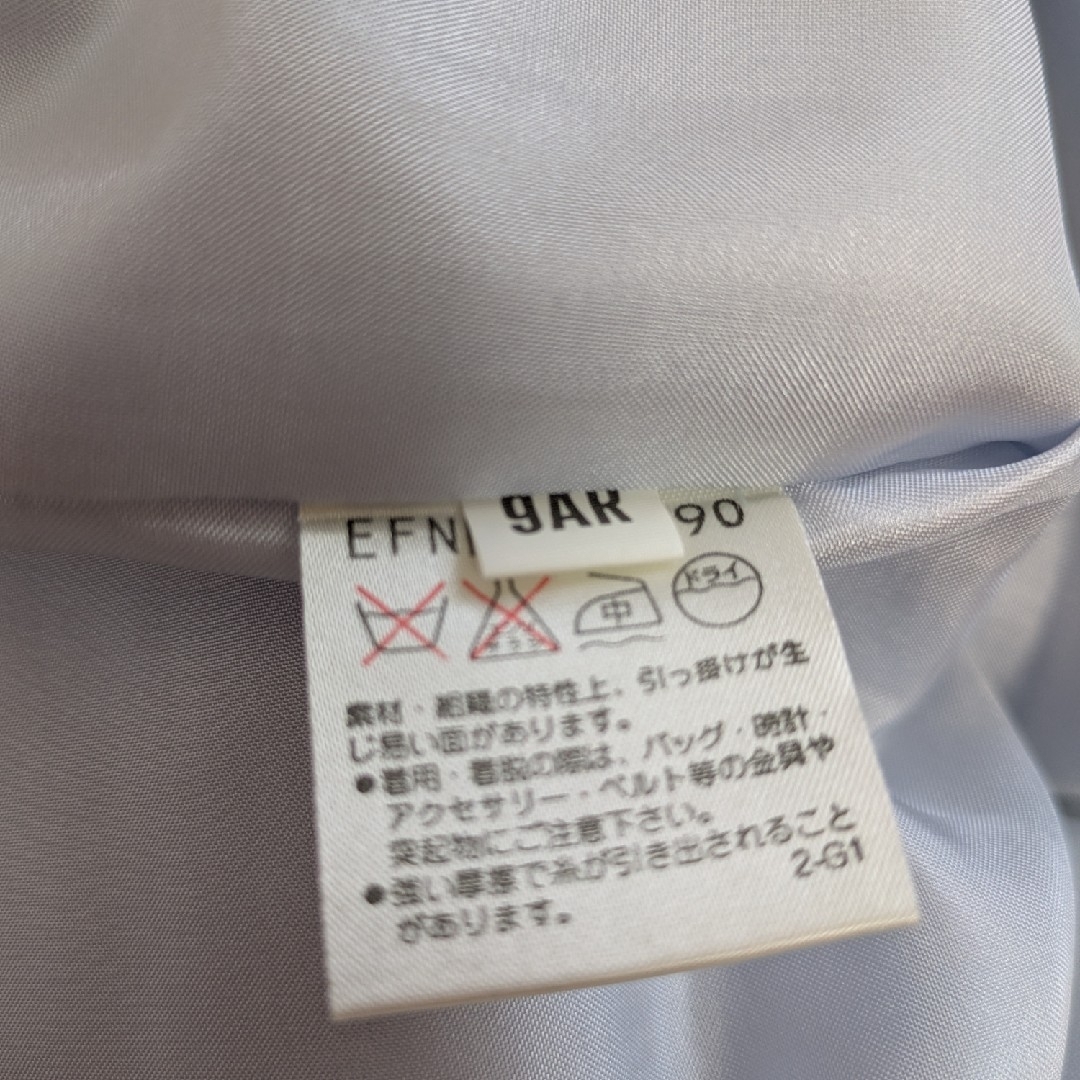 9AR
EFN 90
中 ドライ
素材・組織の特性上、引っ掛けが生
じ易い面があります。
●着用・着脱の際は、バッグ・時計・
アクセサリー・ベルト等の金具や
突起物にご注意下さい。
●強い摩擦で糸が引き出されること
があります。
2-G1